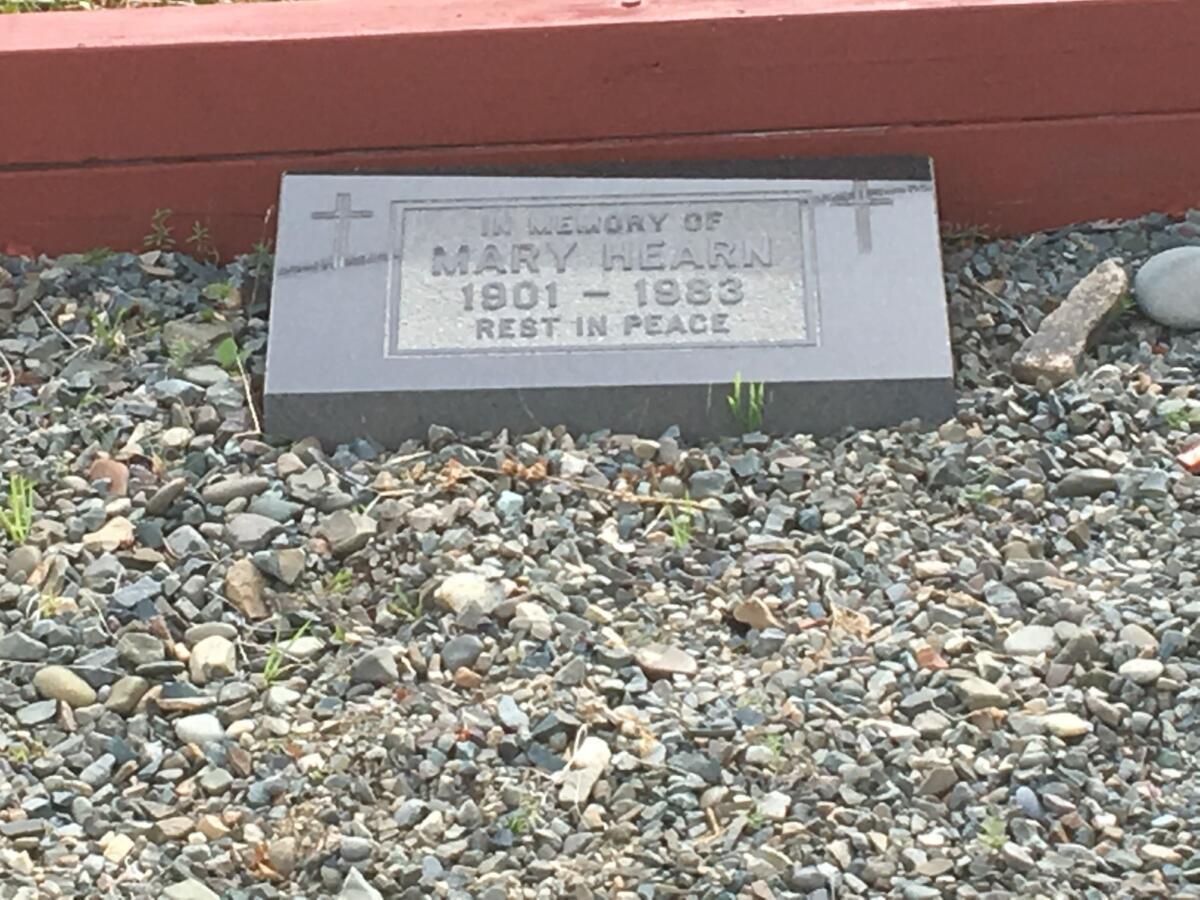 IN MEMORY OF
MARY HEARN
1901 – 1983
REST IN PEACE